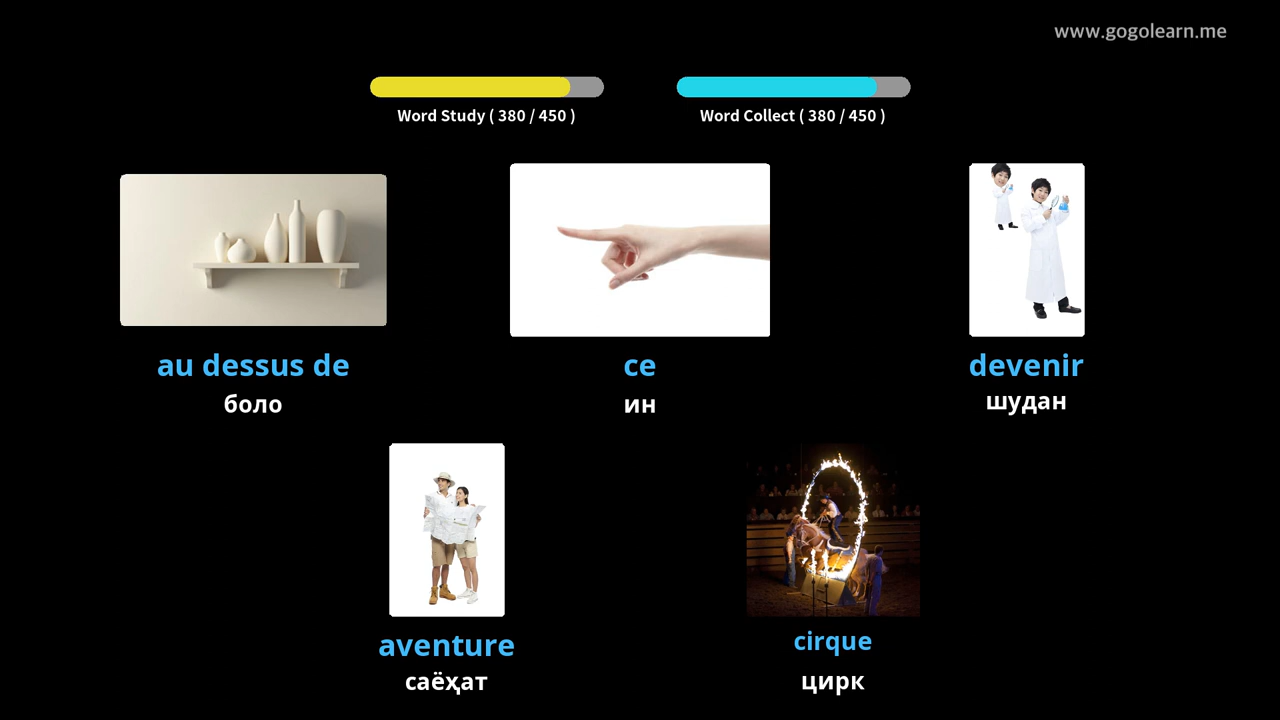 www.gogolearn.me
Word Study ( 380 / 450 )
Word Collect ( 380 / 450 )
au dessus de
боло
ce
ин
devenir
шудан
aventure
саёҳат
cirque
цирк